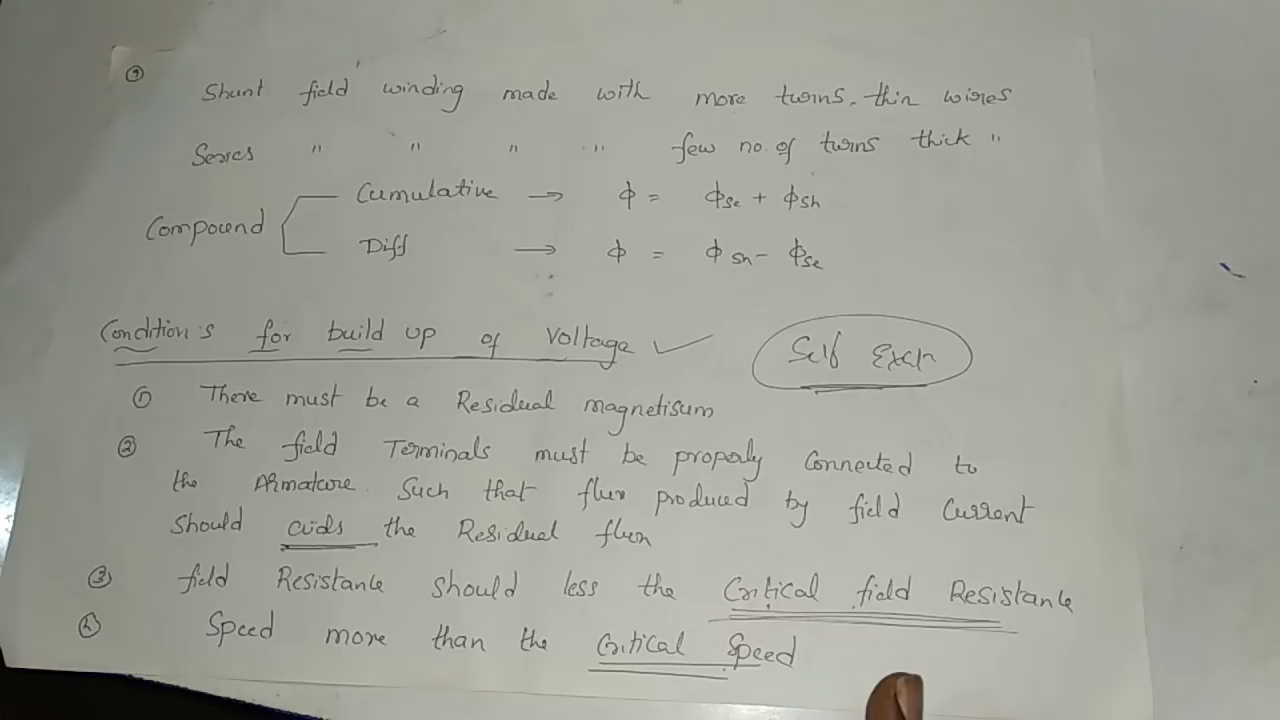 ① Shunt field winding made with more turns. thin wires
Series " " " " few no. of turns thick "
Compound
Cumulative → ϕ = ϕse + ϕsh
Diff → ϕ = ϕsh - ϕse
Condition's for build up of voltage ✓
Self Exch
① There must be a Residual magnetisum
② The field Terminals must be properly Connected to
the Armature. Such that flux produced by field Current
should aids the Residual flux
③ field Resistance should less the Critical field Resistance
④ Speed more than the Critical Speed